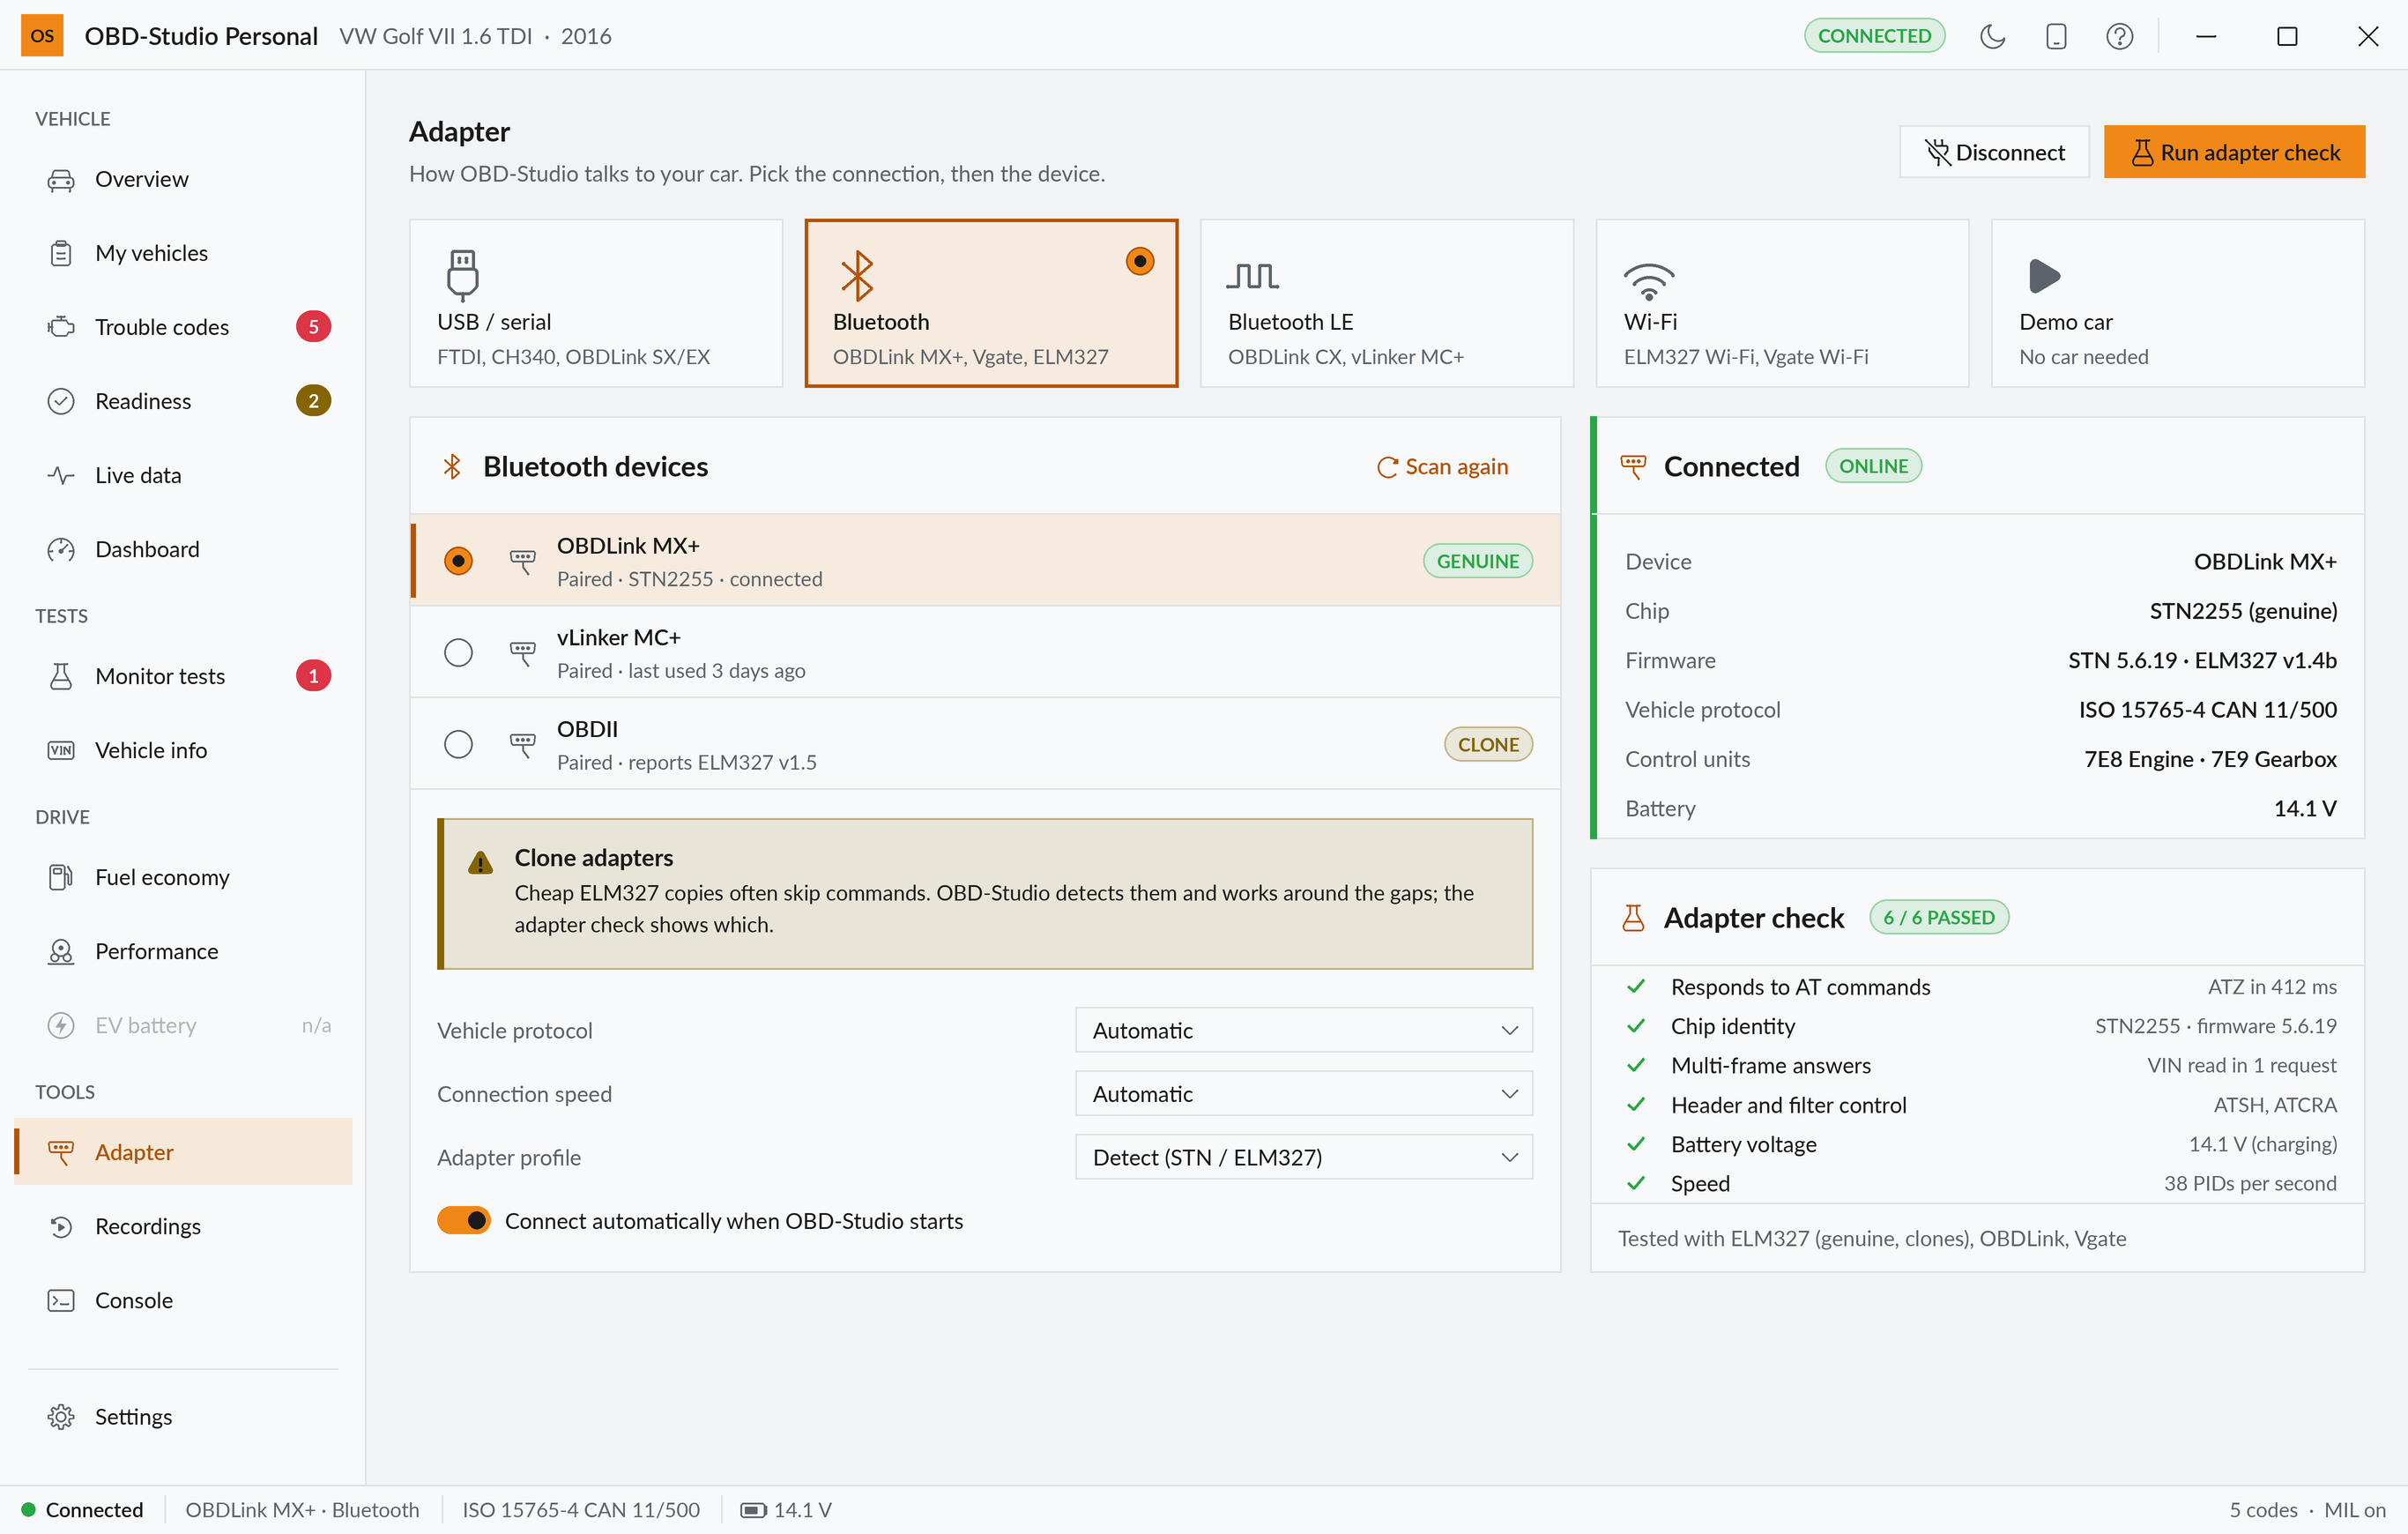 OS OBD-Studio Personal VW Golf VII 1.6 TDI · 2016 CONNECTED
VEHICLE
Overview
My vehicles
Trouble codes 5
Readiness 2
Live data
Dashboard
TESTS
Monitor tests 1
VIN Vehicle info
DRIVE
Fuel economy
Performance
EV battery n/a
TOOLS
Adapter
Recordings
Console
Settings
Adapter
How OBD-Studio talks to your car. Pick the connection, then the device.
Disconnect
Run adapter check
USB / serial
FTDI, CH340, OBDLink SX/EX
Bluetooth
OBDLink MX+, Vgate, ELM327
Bluetooth LE
OBDLink CX, vLinker MC+
Wi-Fi
ELM327 Wi-Fi, Vgate Wi-Fi
Demo car
No car needed
Bluetooth devices Scan again
OBDLink MX+
Paired · STN2255 · connected
GENUINE
vLinker MC+
Paired · last used 3 days ago
OBDII
Paired · reports ELM327 v1.5
CLONE
Clone adapters
Cheap ELM327 copies often skip commands. OBD-Studio detects them and works around the gaps; the
adapter check shows which.
Vehicle protocol Automatic
Connection speed Automatic
Adapter profile Detect (STN / ELM327)
Connect automatically when OBD-Studio starts
Connected ONLINE
Device OBDLink MX+
Chip STN2255 (genuine)
Firmware STN 5.6.19 · ELM327 v1.4b
Vehicle protocol ISO 15765-4 CAN 11/500
Control units 7E8 Engine · 7E9 Gearbox
Battery 14.1 V
Adapter check 6 / 6 PASSED
Responds to AT commands ATZ in 412 ms
Chip identity STN2255 · firmware 5.6.19
Multi-frame answers VIN read in 1 request
Header and filter control ATSH, ATCRA
Battery voltage 14.1 V (charging)
Speed 38 PIDs per second
Tested with ELM327 (genuine, clones), OBDLink, Vgate
Connected OBDLink MX+ · Bluetooth ISO 15765-4 CAN 11/500 14.1 V 5 codes · MIL on